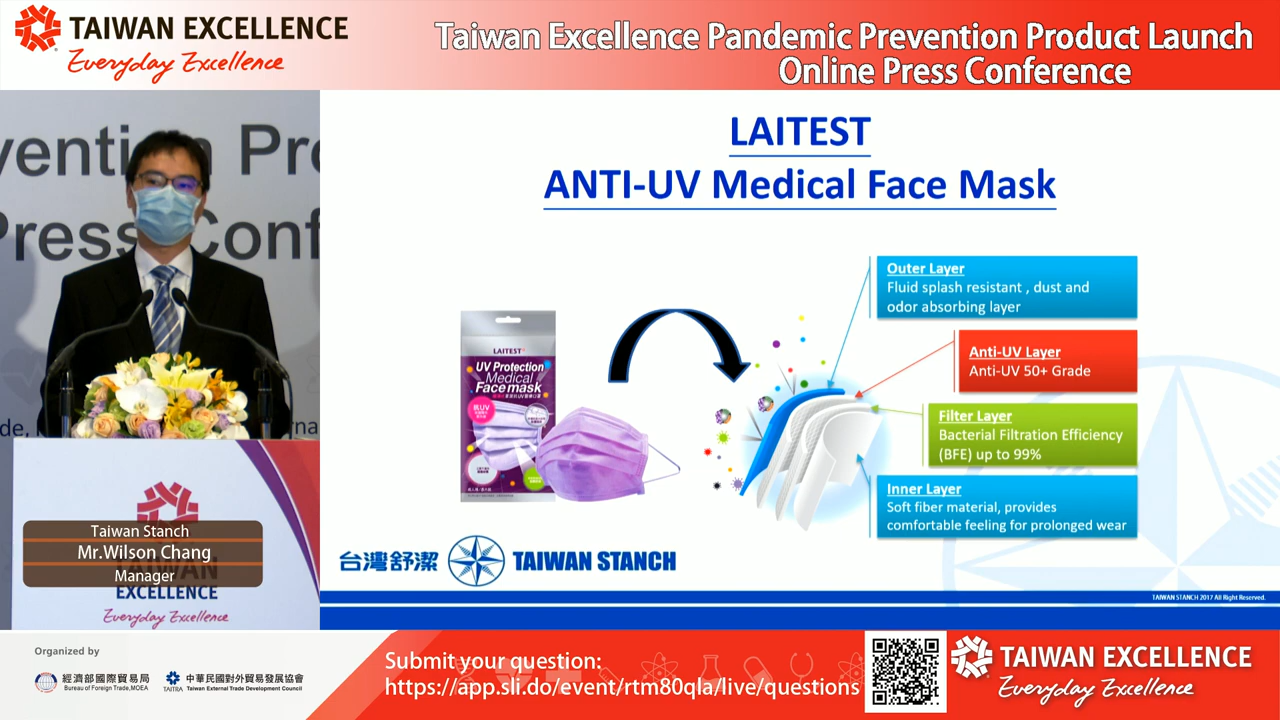 TAIWAN EXCELLENCE
Everyday Excellence
Taiwan Excellence Pandemic Prevention Product Launch
Online Press Conference
LAITEST
ANTI-UV Medical Face Mask
Outer Layer
Fluid splash resistant , dust and
odor absorbing layer
Anti-UV Layer
Anti-UV 50+ Grade
Filter Layer
Bacterial Filtration Efficiency
(BFE) up to 99%
Inner Layer
Soft fiber material, provides
comfortable feeling for prolonged wear
LAITEST
UV Protection
Medical
Face mask
抗UV
台灣舒潔
TAIWAN STANCH
TAIWAN STANCH 2017 All Right Reserved.
Taiwan Stanch
Mr.Wilson Chang
Manager
EXCELLENCE
Everyday Excellence
Organized by
經濟部國際貿易局
Bureau of Foreign Trade,MOEA
TAITRA
中華民國對外貿易發展協會
Taiwan External Trade Development Council
Submit your question:
https://app.sli.do/event/rtm80qla/live/questions
TAIWAN EXCELLENCE
Everyday Excellence